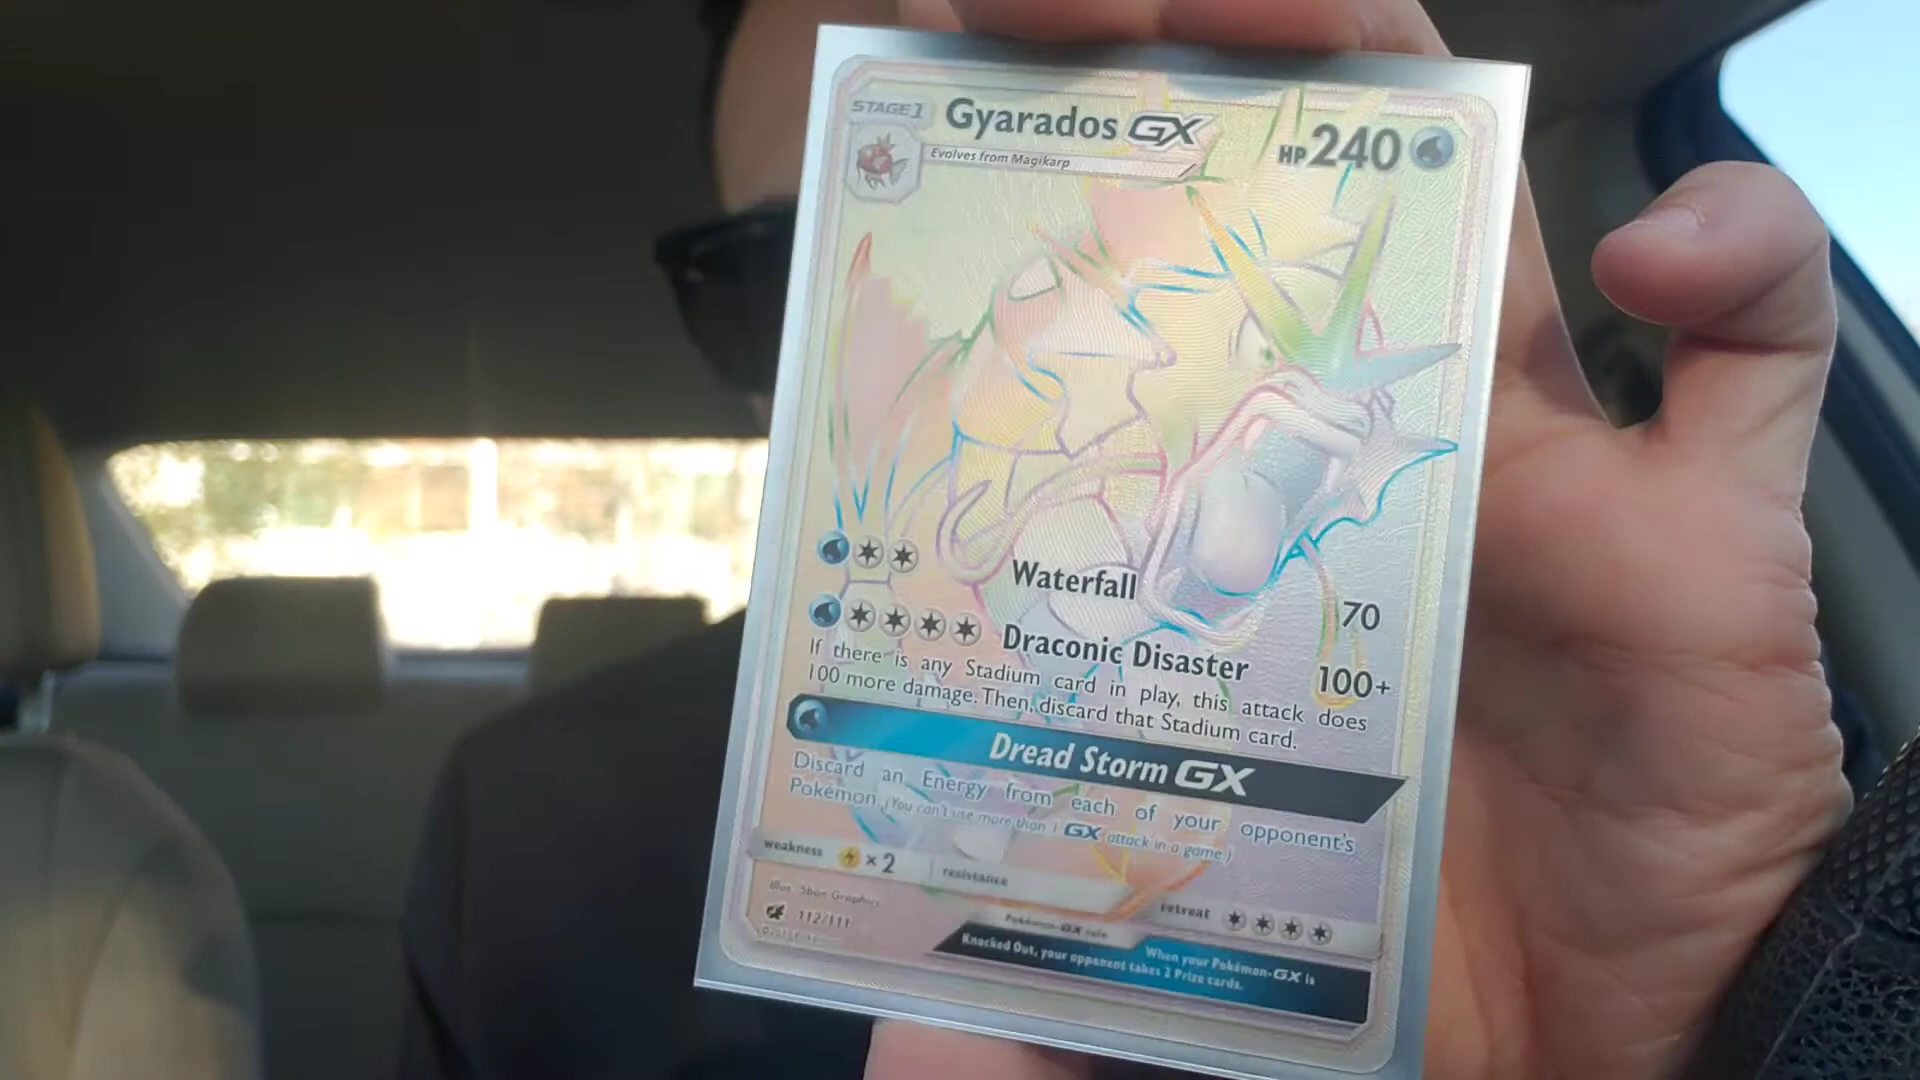 STAGE 1 Gyarados GX HP 240
Evolves from Magikarp
Waterfall 70
Draconic Disaster 100+
If there is any Stadium card in play, this attack does
100 more damage. Then, discard that Stadium card.
Dread Storm GX
Discard an Energy from each of your opponent's
Pokémon. (You can't use more than 1 GX attack in a game.)
weakness ×2 resistance
retreat
illus. 5ban Graphics
112/111
Pokémon-GX rule
When your Pokémon-GX is
Knocked Out, your opponent takes 2 Prize cards.